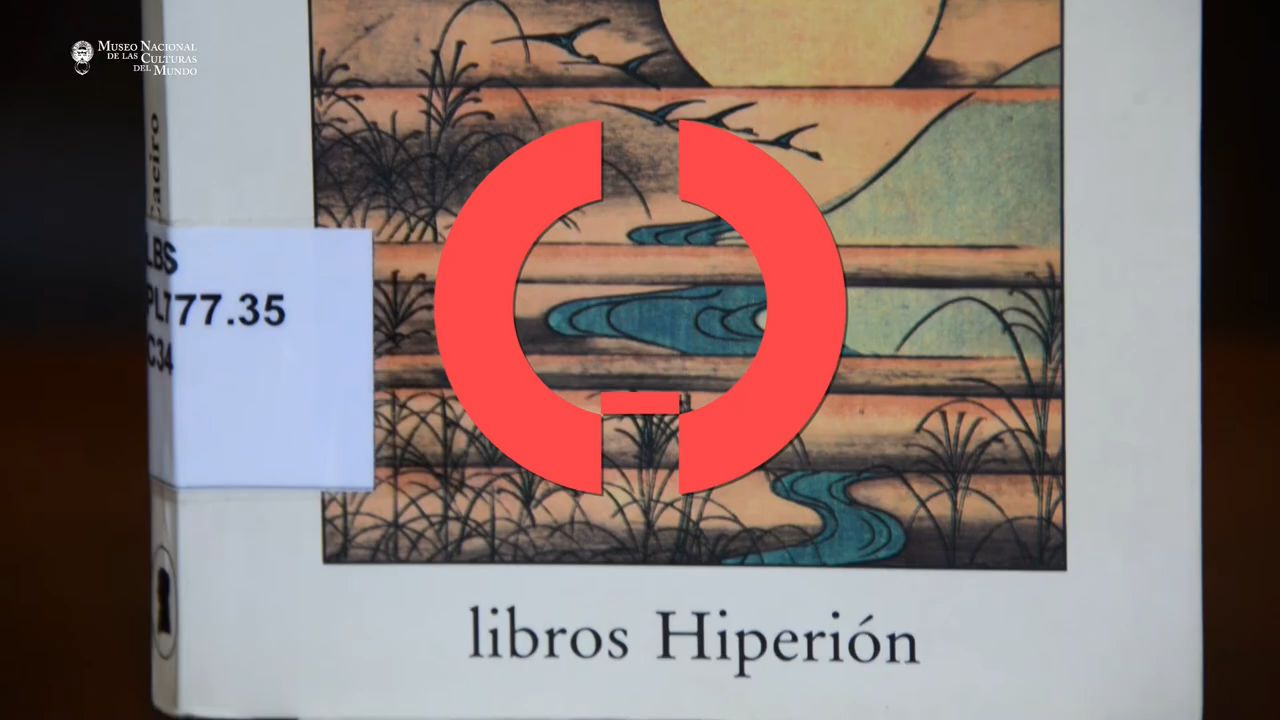 MUSEO NACIONAL
DE LAS CULTURAS
DEL MUNDO
LBS
PL777.35
C34
libros Hiperión